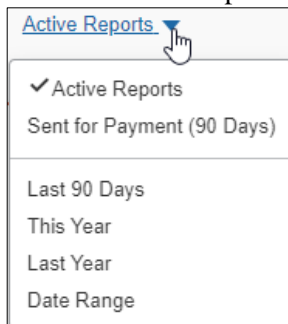 Active Reports
Active Reports
Sent for Payment (90 Days)
Last 90 Days
This Year
Last Year
Date Range